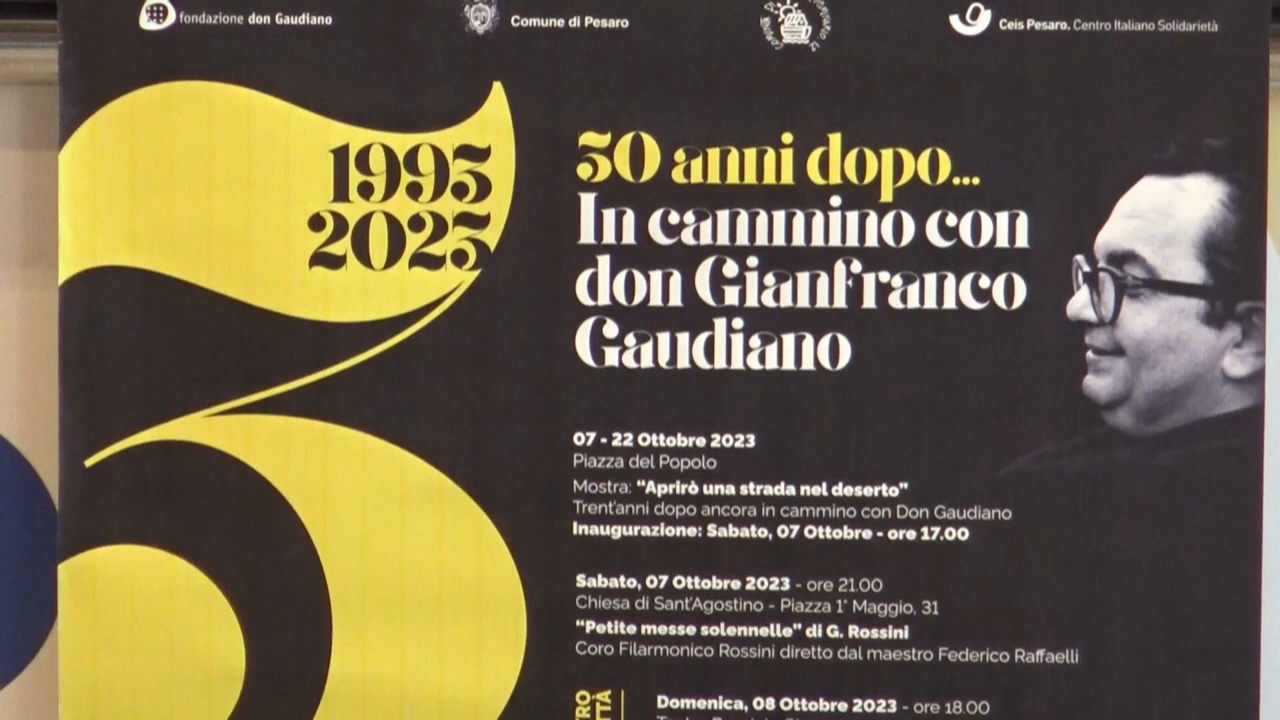 fondazione don Gaudiano
Comune di Pesaro
Ceis Pesaro. Centro Italiano Solidarietà
1993
2023
30 anni dopo...
In cammino con
don Gianfranco
Gaudiano
07 - 22 Ottobre 2023
Piazza del Popolo
Mostra: “Aprirò una strada nel deserto”
Trent'anni dopo ancora in cammino con Don Gaudiano
Inaugurazione: Sabato, 07 Ottobre - ore 17.00
Sabato, 07 Ottobre 2023 - ore 21.00
Chiesa di Sant'Agostino - Piazza 1° Maggio, 31
“Petite messe solennelle” di G. Rossini
Coro Filarmonico Rossini diretto dal maestro Federico Raffaelli
Domenica, 08 Ottobre 2023 - ore 18.00